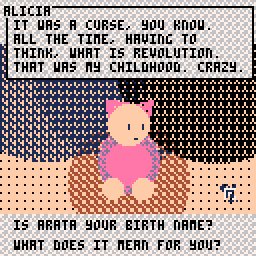 ALICIA
IT WAS A CURSE, YOU KNOW.
ALL THE TIME, HAVING TO
THINK, WHAT IS REVOLUTION.
THAT WAS MY CHILDHOOD. CRAZY.
IS ARATA YOUR BIRTH NAME?
WHAT DOES IT MEAN FOR YOU?